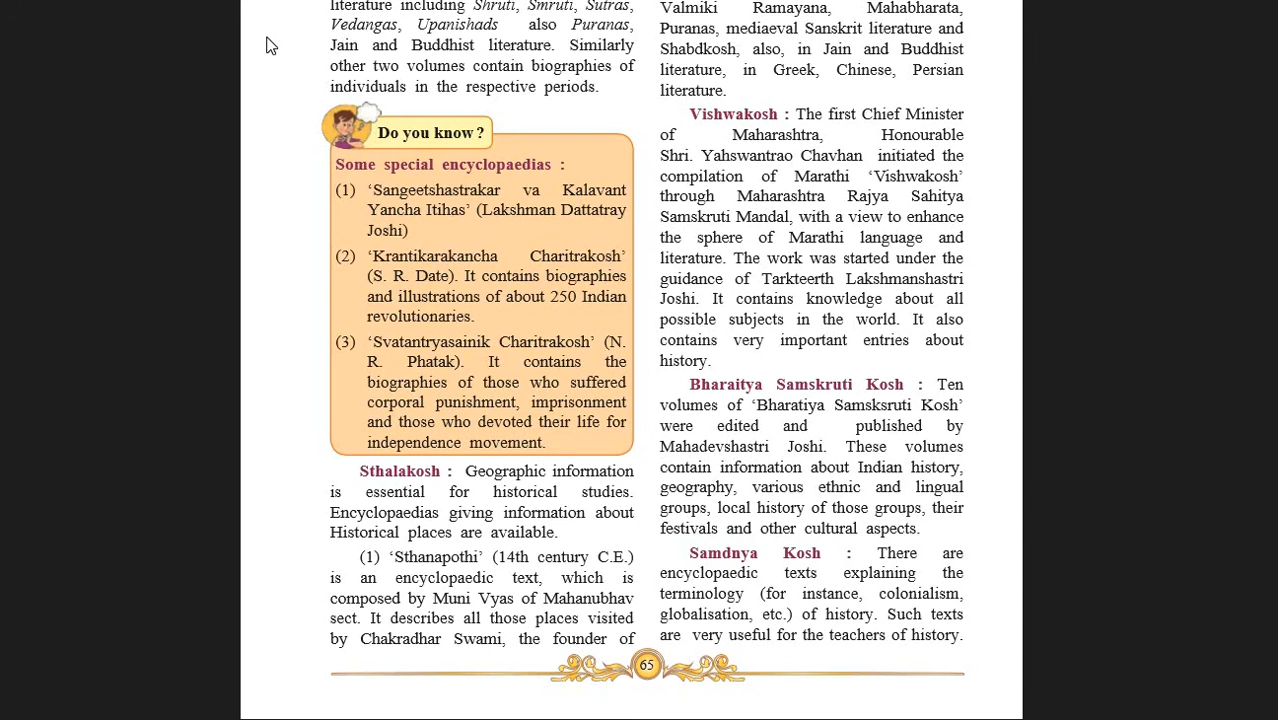 literature including Shruti, Smruti, Sutras,
Vedangas, Upanishads also Puranas,
Jain and Buddhist literature. Similarly
other two volumes contain biographies of
individuals in the respective periods.
Do you know?
Some special encyclopaedias :
(1) ‘Sangeetshastrakar va Kalavant
Yancha Itihas’ (Lakshman Dattatray
Joshi)
(2) ‘Krantikarakancha Charitrakosh’
(S. R. Date). It contains biographies
and illustrations of about 250 Indian
revolutionaries.
(3) ‘Svatantryasainik Charitrakosh’ (N.
R. Phatak). It contains the
biographies of those who suffered
corporal punishment, imprisonment
and those who devoted their life for
independence movement.
Sthalakosh : Geographic information
is essential for historical studies.
Encyclopaedias giving information about
Historical places are available.
(1) ‘Sthanapothi’ (14th century C.E.)
is an encyclopaedic text, which is
composed by Muni Vyas of Mahanubhav
sect. It describes all those places visited
by Chakradhar Swami, the founder of
Valmiki Ramayana, Mahabharata,
Puranas, mediaeval Sanskrit literature and
Shabdkosh, also, in Jain and Buddhist
literature, in Greek, Chinese, Persian
literature.
Vishwakosh : The first Chief Minister
of Maharashtra, Honourable
Shri. Yahswantrao Chavhan initiated the
compilation of Marathi ‘Vishwakosh’
through Maharashtra Rajya Sahitya
Samskruti Mandal, with a view to enhance
the sphere of Marathi language and
literature. The work was started under the
guidance of Tarkteerth Lakshmanshastri
Joshi. It contains knowledge about all
possible subjects in the world. It also
contains very important entries about
history.
Bharaitya Samskruti Kosh : Ten
volumes of ‘Bharatiya Samsksruti Kosh’
were edited and published by
Mahadevshastri Joshi. These volumes
contain information about Indian history,
geography, various ethnic and lingual
groups, local history of those groups, their
festivals and other cultural aspects.
Samdnya Kosh : There are
encyclopaedic texts explaining the
terminology (for instance, colonialism,
globalisation, etc.) of history. Such texts
are very useful for the teachers of history.
65